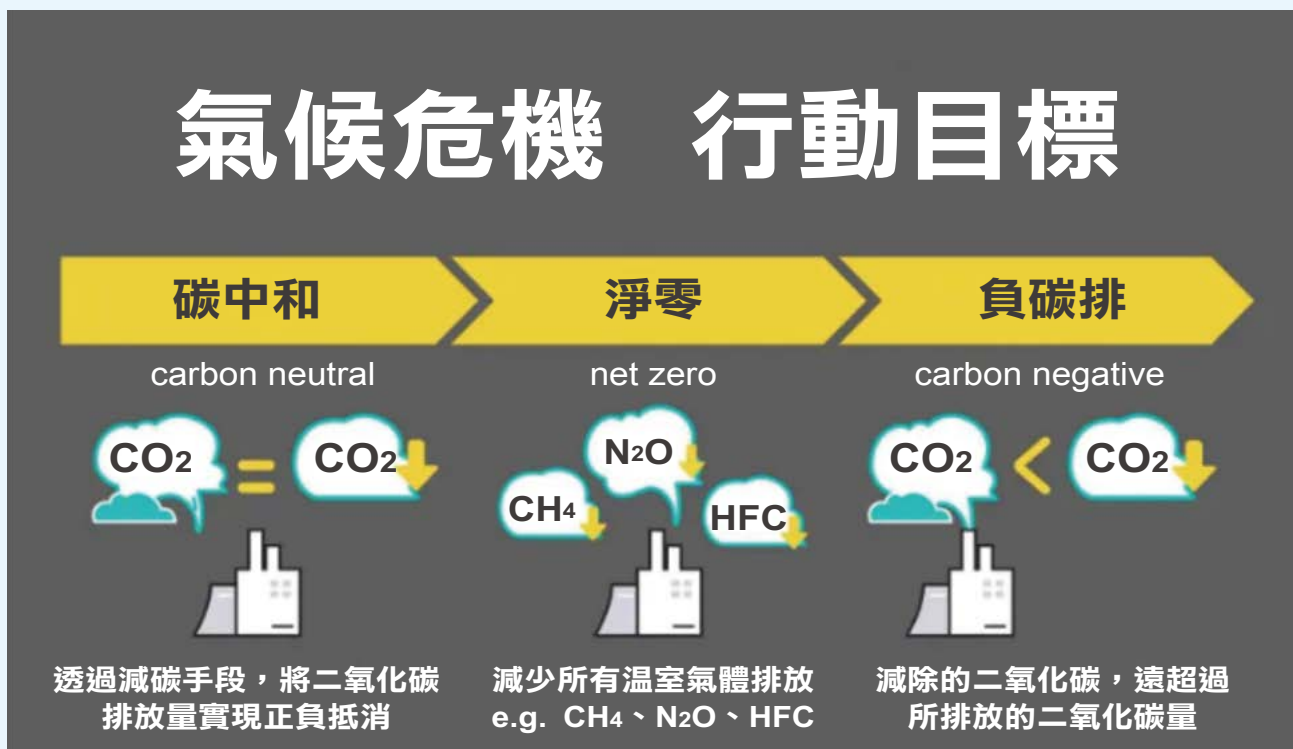 氣候危機 行動目標
碳中和
淨零
負碳排
carbon neutral
net zero
carbon negative
CO2 = CO2
N2O
CH4
HFC
CO2 < CO2
透過減碳手段，將二氧化碳
排放量實現正負抵消
減少所有温室氣體排放
e.g. CH4、N2O、HFC
減除的二氧化碳，遠超過
所排放的二氧化碳量